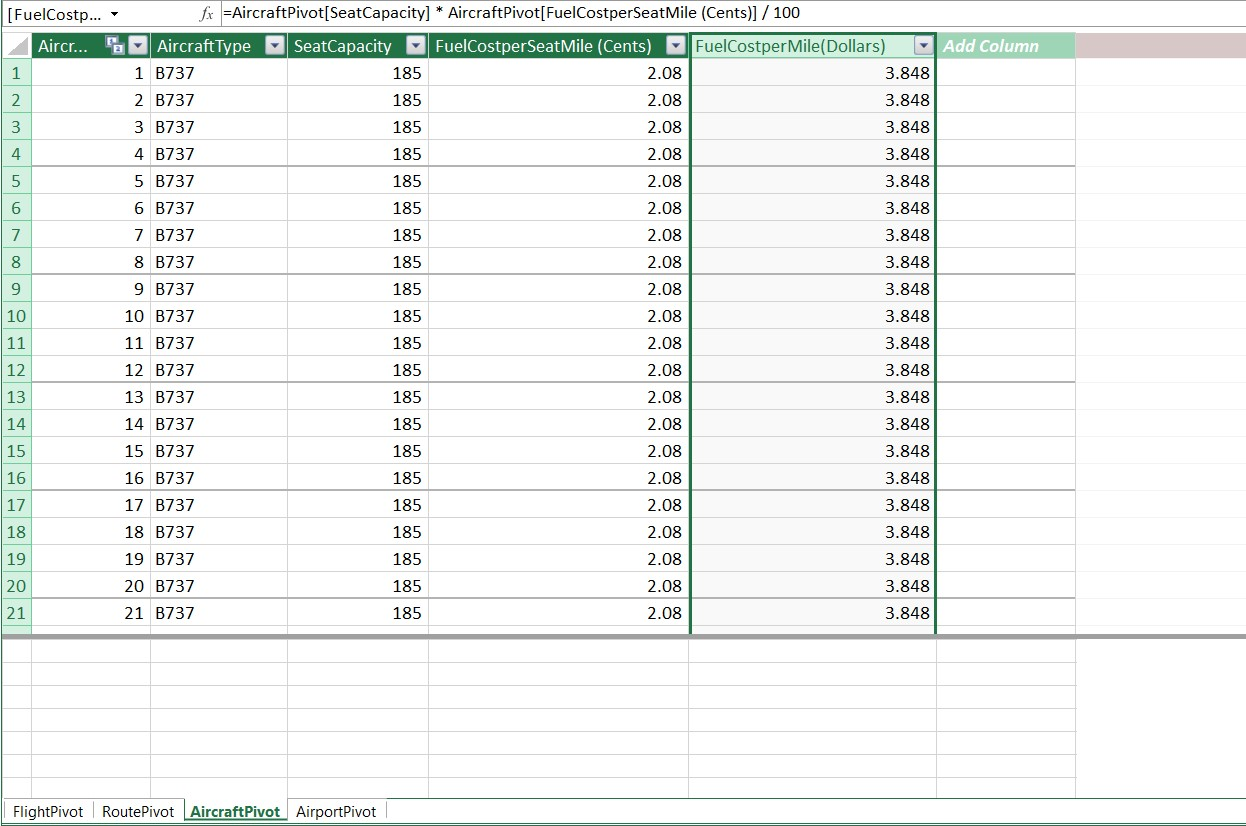 [FuelCostp... fx =AircraftPivot[SeatCapacity] * AircraftPivot[FuelCostperSeatMile (Cents)] / 100
Aircr... AircraftType SeatCapacity FuelCostperSeatMile (Cents) FuelCostperMile(Dollars) Add Column
1 1 B737 185 2.08 3.848
2 2 B737 185 2.08 3.848
3 3 B737 185 2.08 3.848
4 4 B737 185 2.08 3.848
5 5 B737 185 2.08 3.848
6 6 B737 185 2.08 3.848
7 7 B737 185 2.08 3.848
8 8 B737 185 2.08 3.848
9 9 B737 185 2.08 3.848
10 10 B737 185 2.08 3.848
11 11 B737 185 2.08 3.848
12 12 B737 185 2.08 3.848
13 13 B737 185 2.08 3.848
14 14 B737 185 2.08 3.848
15 15 B737 185 2.08 3.848
16 16 B737 185 2.08 3.848
17 17 B737 185 2.08 3.848
18 18 B737 185 2.08 3.848
19 19 B737 185 2.08 3.848
20 20 B737 185 2.08 3.848
21 21 B737 185 2.08 3.848
FlightPivot RoutePivot AircraftPivot AirportPivot